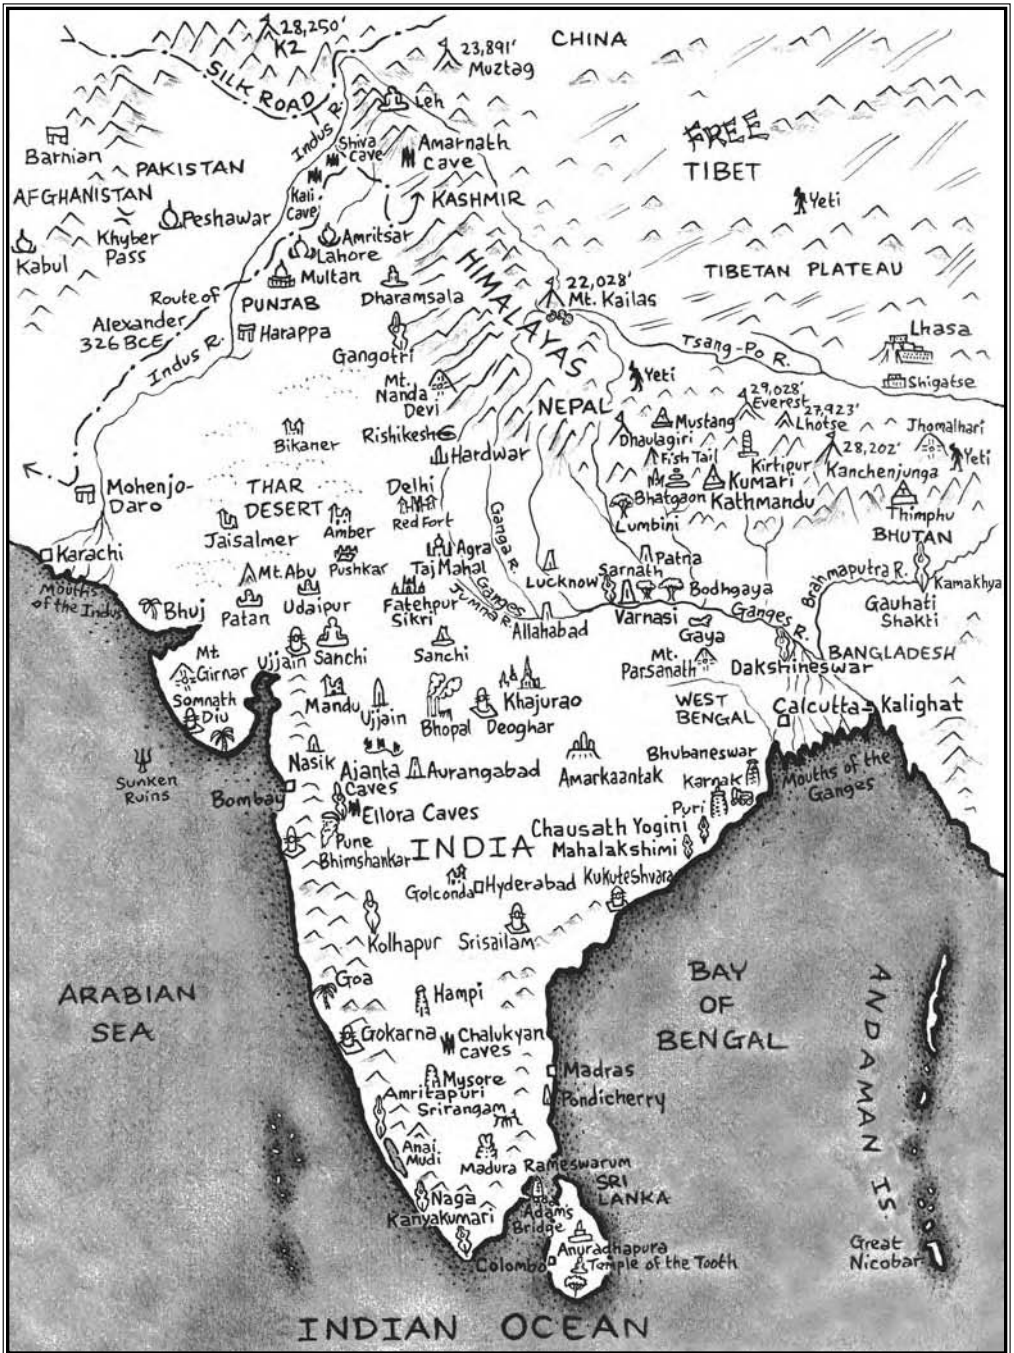 28,250'
K2
23,891'
Muztag
CHINA
SILK ROAD
Indus R.
Leh
FREE
TIBET
Barnian
PAKISTAN
Shiva
Cave
Amarnath
Cave
AFGHANISTAN
Kali
Cave
KASHMIR
Yeti
Peshawar
Khyber
Pass
Kabul
Amritsar
Lahore
Multan
HIMALAYAS
TIBETAN PLATEAU
Dharamsala
22,028'
Mt. Kailas
Route of
Alexander
326 BCE
PUNJAB
Harappa
Indus R.
Gangotri
Tsang-Po R.
Lhasa
Shigatse
Mt.
Nanda
Devi
Yeti
29,028'
Everest
27,923'
Lhotse
NEPAL
Mustang
Jhomalhari
Bikaner
Rishikesh
Dhaulagiri
28,202'
Kanchenjunga
Yeti
Hardwar
Fish Tail
Kirtipur
Kumari
Mohenjo-
Daro
THAR
DESERT
Delhi
Red Fort
Bhatgaon
Kathmandu
Thimphu
BHUTAN
Jaisalmer
Amber
Ganga R.
Lumbini
Karachi
Agra
Taj Mahal
Pushkar
Patna
Mt. Abu
Lucknow
Sarnath
Bodhgaya
Brahmaputra R.
Kamakhya
Mouths
of the Indus
Bhuj
Patan
Udaipur
Fatehpur
Sikri
Ganges
Jumna R.
Allahabad
Varnasi
Gaya
Ganges R.
Gauhati
Shakti
Mt.
Girnar
Ujjain
Sanchi
Sanchi
Mt.
Parsanath
Dakshineswar
BANGLADESH
Somnath
Diu
Mandu
Ujjain
Bhopal
Khajurao
Deoghar
WEST
BENGAL
Calcutta-Kalighat
Sunken
Ruins
Nasik
Ajanta
Caves
Aurangabad
Amarkaantak
Bhubaneswar
Karnak
Mouths of the
Ganges
Bombay
Ellora Caves
Puri
Pune
Bhimshankar
INDIA
Chausath Yogini
Mahalakshimi
Golconda
Hyderabad
Kukuteshvara
Kolhapur
Srisailam
ARABIAN
SEA
Goa
Hampi
BAY
OF
BENGAL
ANDAMAN IS.
Gokarna
Chalukyan
caves
Mysore
Madras
Amritapuri
Srirangam
Pondicherry
Anai
Mudi
Madura
Rameswarum
SRI
LANKA
Naga
Kanyakumari
Adam's
Bridge
Anuradhapura
Colombo
Temple of the Tooth
Great
Nicobar
INDIAN OCEAN